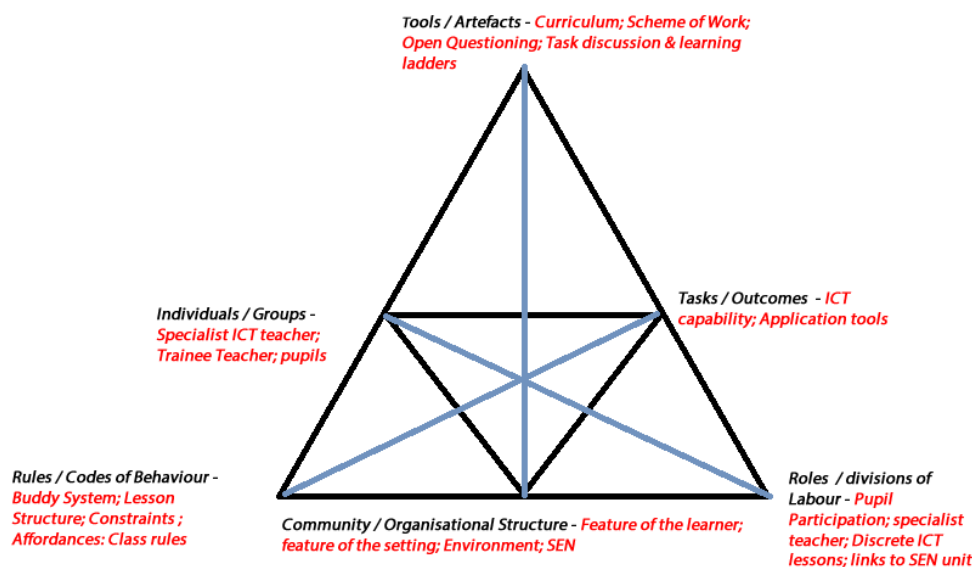 Tools / Artefacts - Curriculum; Scheme of Work;
Open Questioning; Task discussion & learning
ladders
Individuals / Groups -
Specialist ICT teacher;
Trainee Teacher; pupils
Tasks / Outcomes - ICT
capability; Application tools
Rules / Codes of Behaviour -
Buddy System; Lesson
Structure; Constraints ;
Affordances: Class rules
Community / Organisational Structure - Feature of the learner;
feature of the setting; Environment; SEN
Roles / divisions of
Labour - Pupil
Participation; specialist
teacher; Discrete ICT
lessons; links to SEN unit